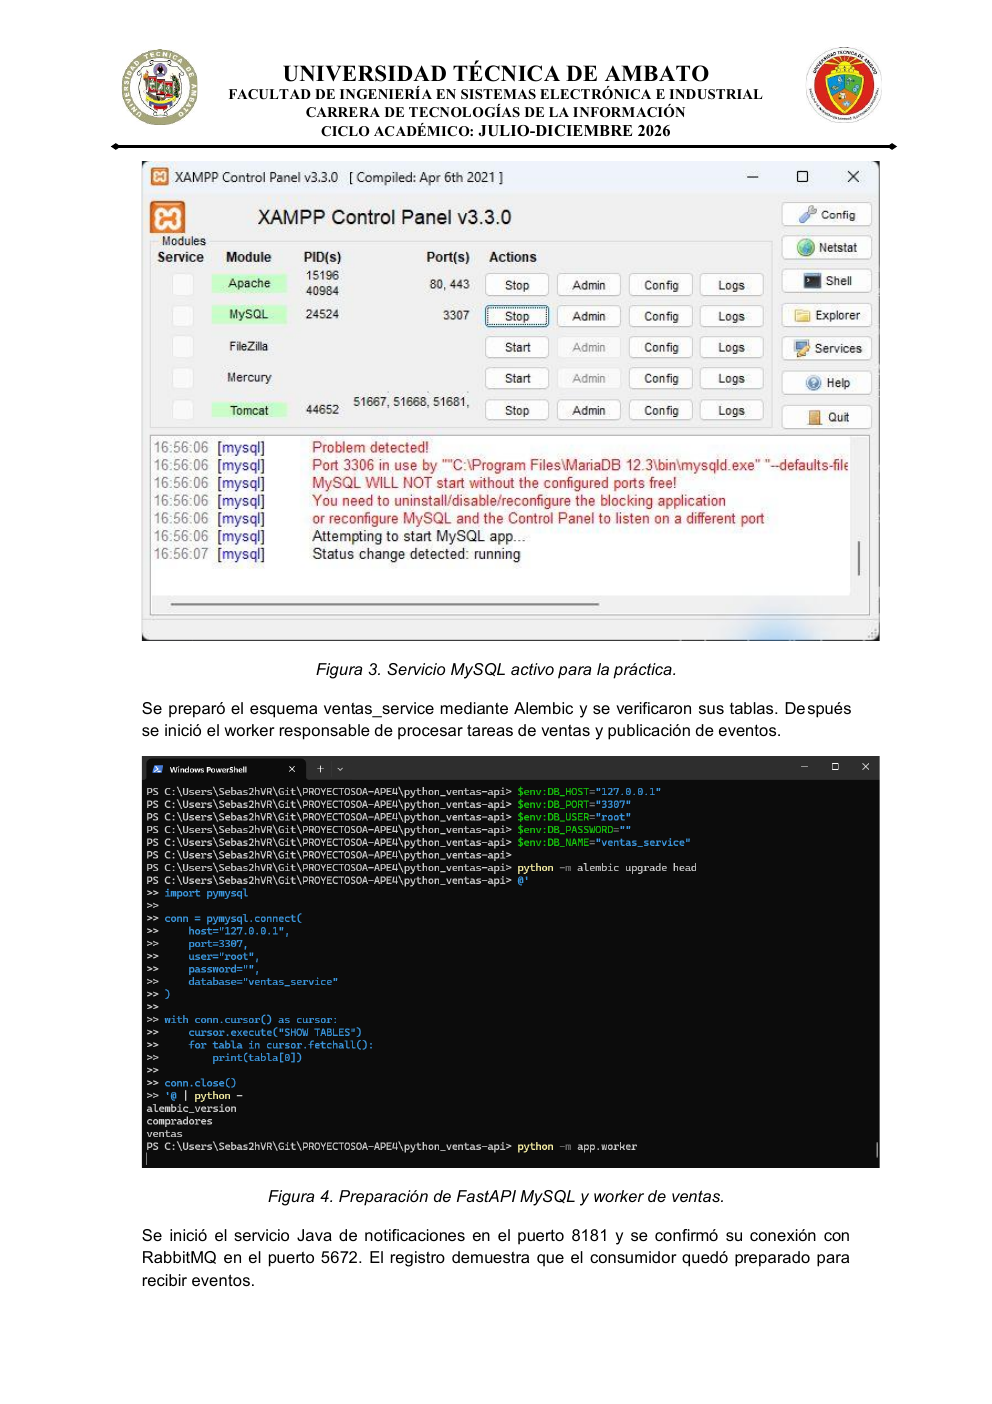 UNIVERSIDAD TÉCNICA DE AMBATO
FACULTAD DE INGENIERÍA EN SISTEMAS ELECTRÓNICA E INDUSTRIAL
CARRERA DE TECNOLOGÍAS DE LA INFORMACIÓN
CICLO ACADÉMICO: JULIO-DICIEMBRE 2026
XAMPP Control Panel v3.3.0 [ Compiled: Apr 6th 2021 ]
XAMPP Control Panel v3.3.0
Config
Modules
Service Module PID(s) Port(s) Actions
Netstat
Apache 15196 40984 80, 443 Stop Admin Config Logs
Shell
MySQL 24524 3307 Stop Admin Config Logs
Explorer
FileZilla Start Admin Config Logs
Services
Mercury Start Admin Config Logs
Help
Tomcat 44652 51667, 51668, 51681, Stop Admin Config Logs
Quit
16:56:06 [mysql] Problem detected!
16:56:06 [mysql] Port 3306 in use by ""C:\Program Files\MariaDB 12.3\bin\mysqld.exe" "--defaults-file
16:56:06 [mysql] MySQL WILL NOT start without the configured ports free!
16:56:06 [mysql] You need to uninstall/disable/reconfigure the blocking application
16:56:06 [mysql] or reconfigure MySQL and the Control Panel to listen on a different port
16:56:06 [mysql] Attempting to start MySQL app...
16:56:07 [mysql] Status change detected: running
Figura 3. Servicio MySQL activo para la práctica.
Se preparó el esquema ventas_service mediante Alembic y se verificaron sus tablas. Después
se inició el worker responsable de procesar tareas de ventas y publicación de eventos.
Windows PowerShell
PS C:\Users\Sebas2hVR\Git\PROYECTOSOA-APE4\python_ventas-api> $env:DB_HOST="127.0.0.1"
PS C:\Users\Sebas2hVR\Git\PROYECTOSOA-APE4\python_ventas-api> $env:DB_PORT="3307"
PS C:\Users\Sebas2hVR\Git\PROYECTOSOA-APE4\python_ventas-api> $env:DB_USER="root"
PS C:\Users\Sebas2hVR\Git\PROYECTOSOA-APE4\python_ventas-api> $env:DB_PASSWORD=""
PS C:\Users\Sebas2hVR\Git\PROYECTOSOA-APE4\python_ventas-api> $env:DB_NAME="ventas_service"
PS C:\Users\Sebas2hVR\Git\PROYECTOSOA-APE4\python_ventas-api>
PS C:\Users\Sebas2hVR\Git\PROYECTOSOA-APE4\python_ventas-api> python -m alembic upgrade head
PS C:\Users\Sebas2hVR\Git\PROYECTOSOA-APE4\python_ventas-api> @'
>> import pymysql
>>
>> conn = pymysql.connect(
>>     host="127.0.0.1",
>>     port=3307,
>>     user="root",
>>     password="",
>>     database="ventas_service"
>> )
>>
>> with conn.cursor() as cursor:
>>     cursor.execute("SHOW TABLES")
>>     for tabla in cursor.fetchall():
>>         print(tabla[0])
>>
>> conn.close()
>> '@ | python -
alembic_version
compradores
ventas
PS C:\Users\Sebas2hVR\Git\PROYECTOSOA-APE4\python_ventas-api> python -m app.worker
Figura 4. Preparación de FastAPI MySQL y worker de ventas.
Se inició el servicio Java de notificaciones en el puerto 8181 y se confirmó su conexión con
RabbitMQ en el puerto 5672. El registro demuestra que el consumidor quedó preparado para
recibir eventos.